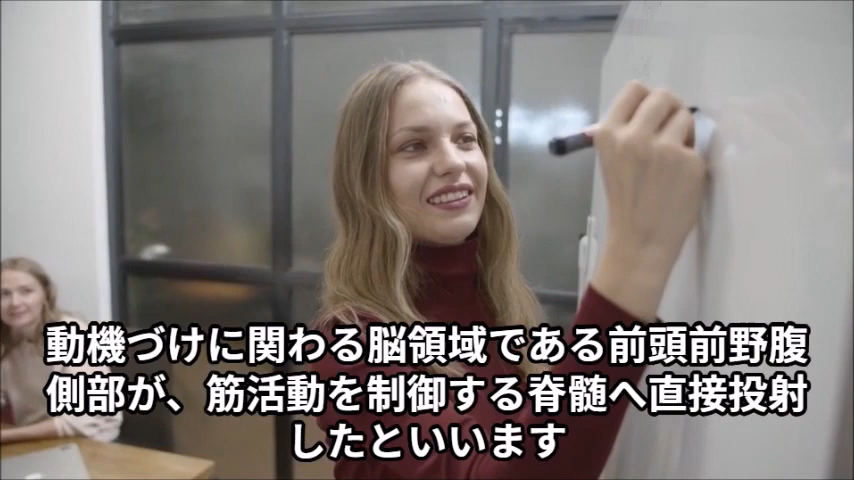 動機づけに関わる脳領域である前頭前野腹
側部が、筋活動を制御する脊髄へ直接投射
したといいます